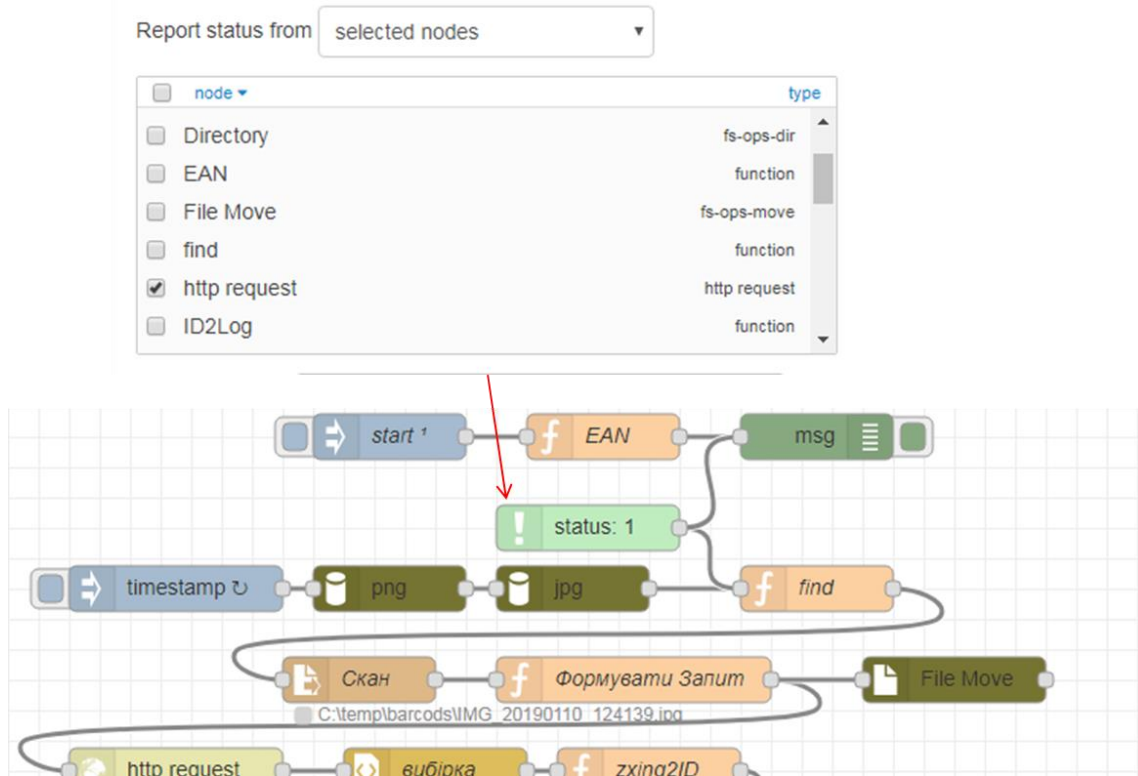 Report status from selected nodes
node type
Directory fs-ops-dir
EAN function
File Move fs-ops-move
find function
http request http request
ID2Log function
start ¹ EAN msg
status: 1
timestamp ↻ png jpg find
Скан Формувати Запит File Move
C:\temp\barcods\IMG_20190110_124139.jpg
http request вибірка zxing2ID